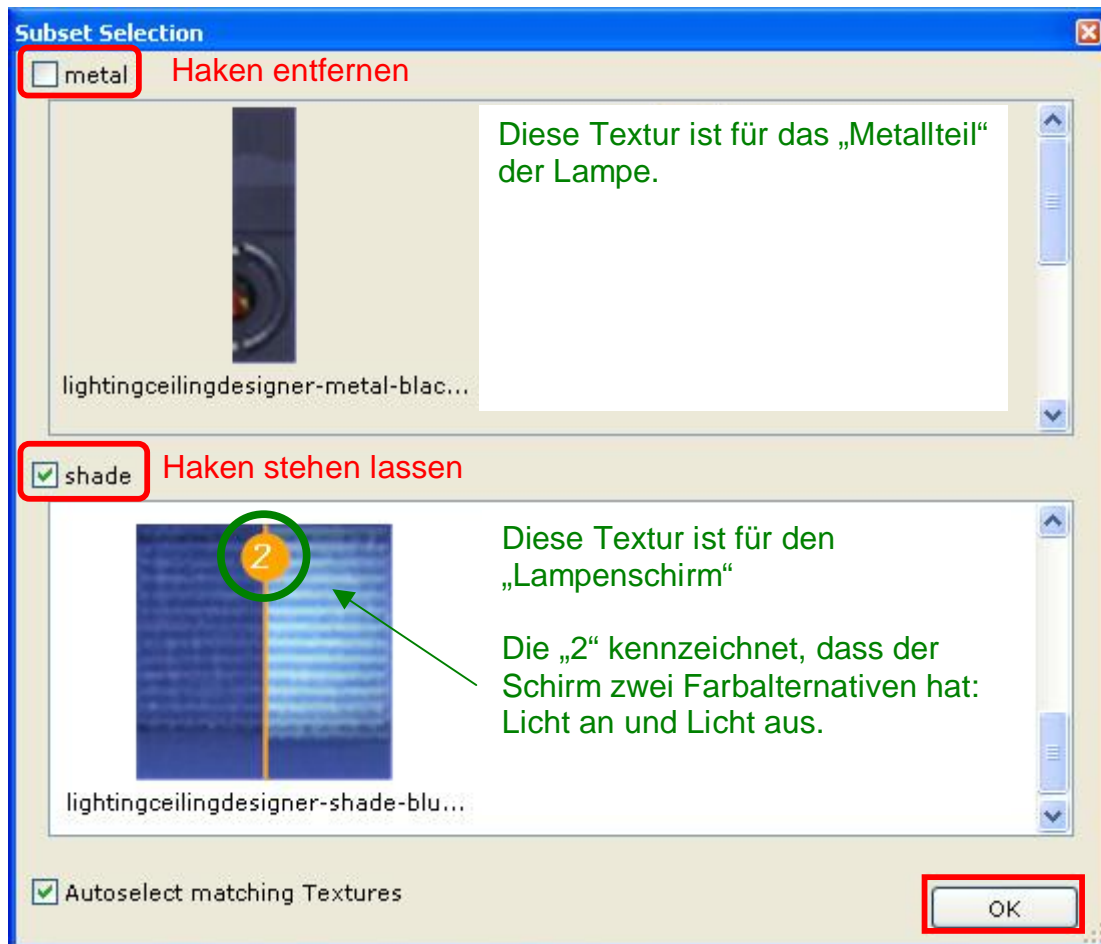 Subset Selection
metal
Haken entfernen
Diese Textur ist für das „Metallteil“
der Lampe.
lightingceilingdesigner-metal-blac...
shade
Haken stehen lassen
2
Diese Textur ist für den
„Lampenschirm“
Die „2“ kennzeichnet, dass der
Schirm zwei Farbalternativen hat:
Licht an und Licht aus.
lightingceilingdesigner-shade-blu...
Autoselect matching Textures
OK